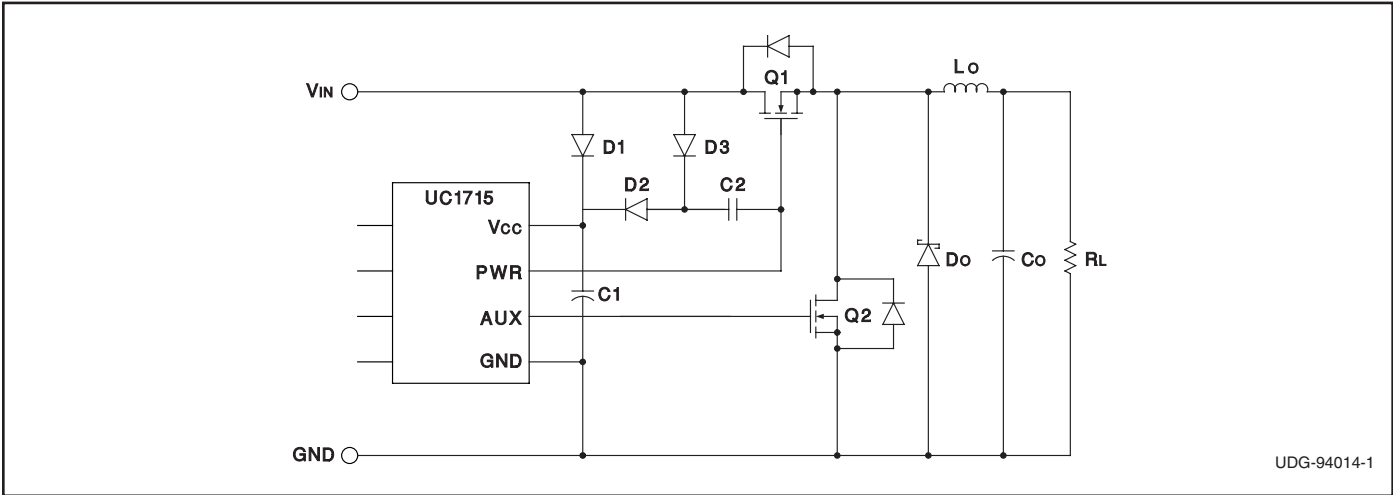 Q1
LO
VIN
D1
D3
UC1715
D2
C2
VCC
DO
CO
RL
PWR
C1
AUX
Q2
GND
GND
UDG-94014-1